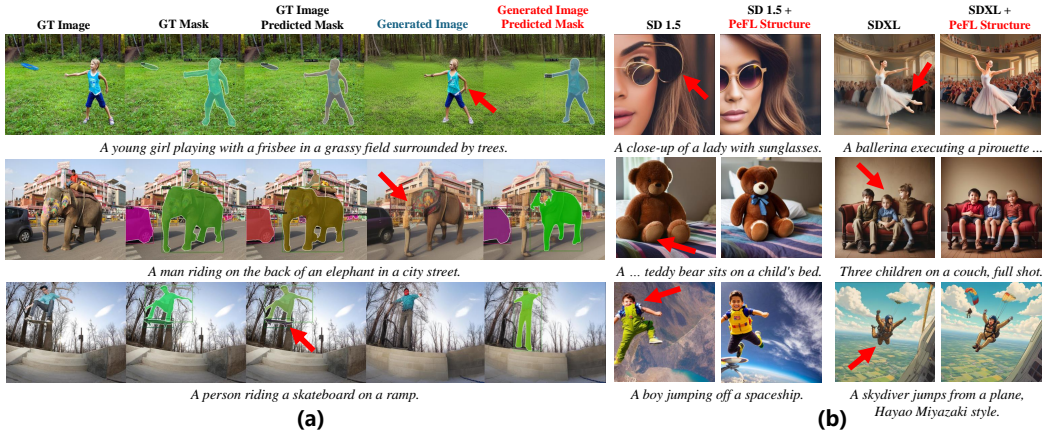 GT Image
GT Mask
GT Image
Predicted Mask
Generated Image
Generated Image
Predicted Mask
SD 1.5
SD 1.5 +
PeFL Structure
SDXL
SDXL +
PeFL Structure
A young girl playing with a frisbee in a grassy field surrounded by trees.
A close-up of a lady with sunglasses.
A ballerina executing a pirouette ...
A man riding on the back of an elephant in a city street.
A ... teddy bear sits on a child's bed.
Three children on a couch, full shot.
A person riding a skateboard on a ramp.
A boy jumping off a spaceship.
A skydiver jumps from a plane,
Hayao Miyazaki style.
(a)
(b)